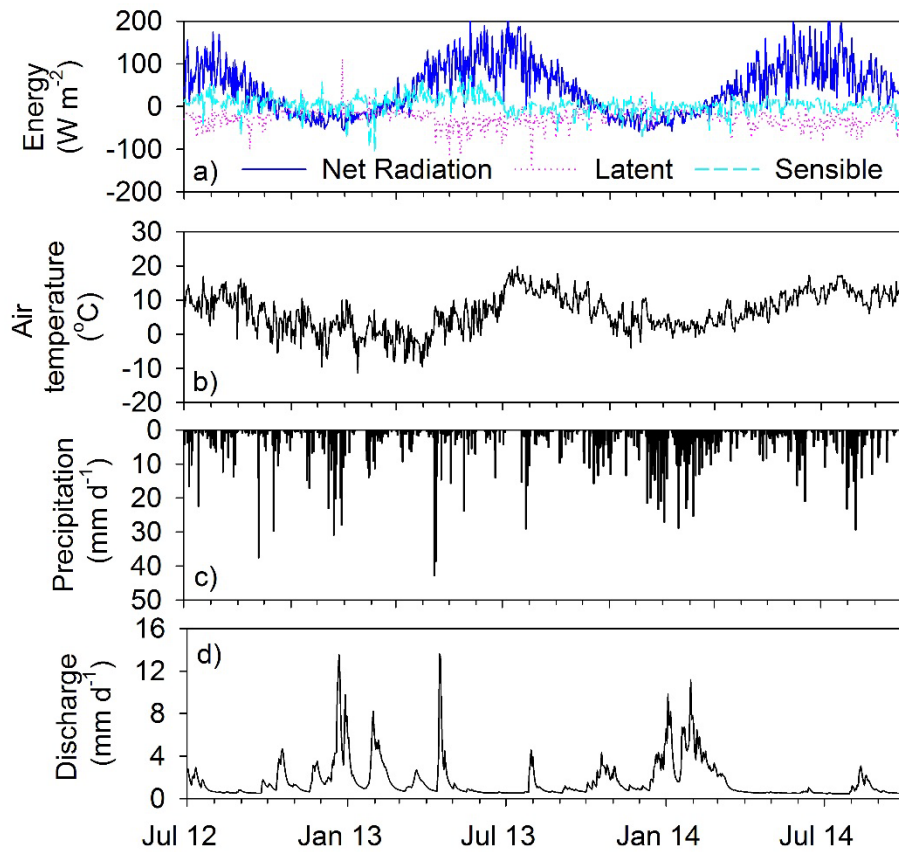 200
100
0
-100
-200
Energy
(W m-2)
a)
Net Radiation
Latent
Sensible
30
20
10
0
-10
-20
Air
temperature
(oC)
b)
0
10
20
30
40
50
Precipitation
(mm d-1)
c)
16
12
8
4
0
Discharge
(mm d-1)
d)
Jul 12
Jan 13
Jul 13
Jan 14
Jul 14